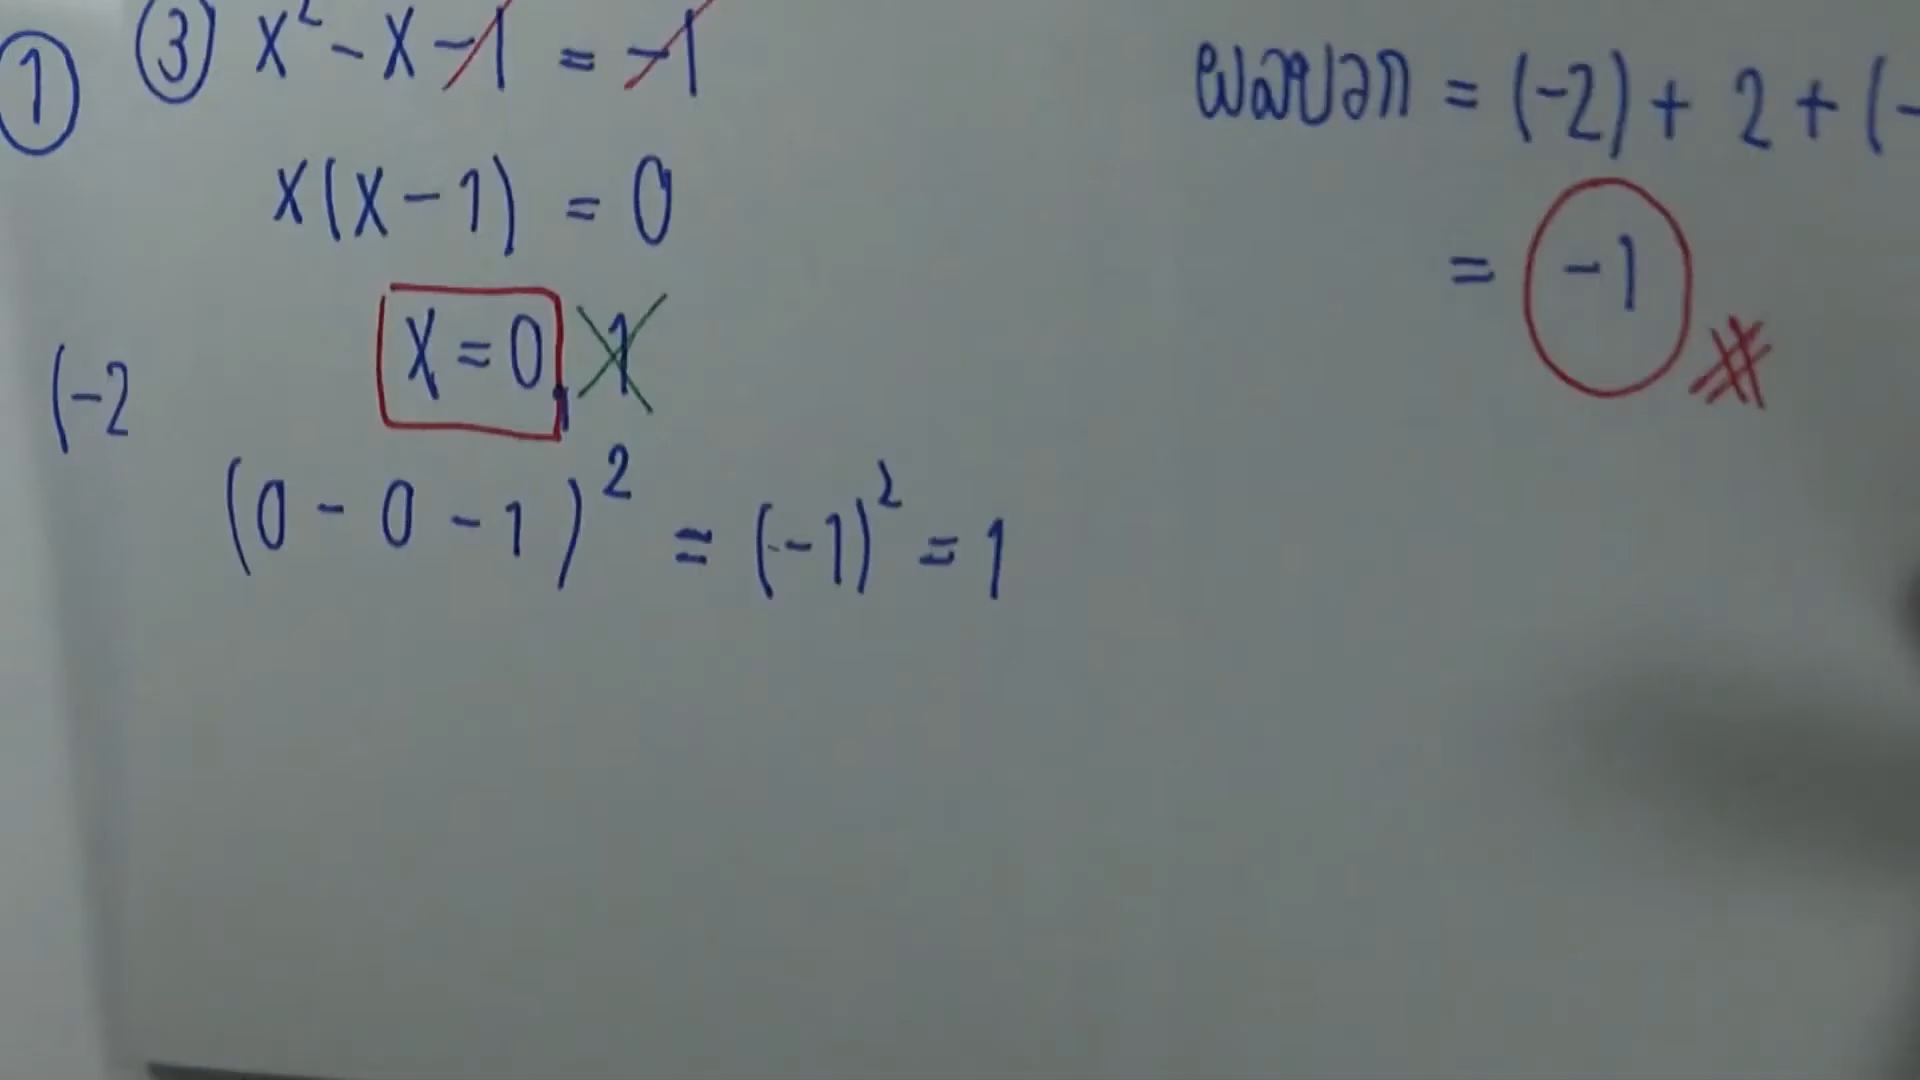 ①
③ x² - x - 1 = -1
x(x - 1) = 0
x = 0, 1
(-2
(0 - 0 - 1)² = (-1)² = 1
ผลบวก = (-2) + 2 + (-
= -1